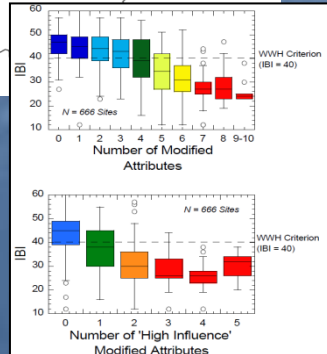 60
50
40
30
20
10
IBI
WWH Criterion
(IBI = 40)
N = 666 Sites
0 1 2 3 4 5 6 7 8 9-10
Number of Modified
Attributes
60
50
40
30
20
10
IBI
N = 666 Sites
WWH Criterion
(IBI = 40)
0 1 2 3 4 5
Number of 'High Influence'
Modified Attributes